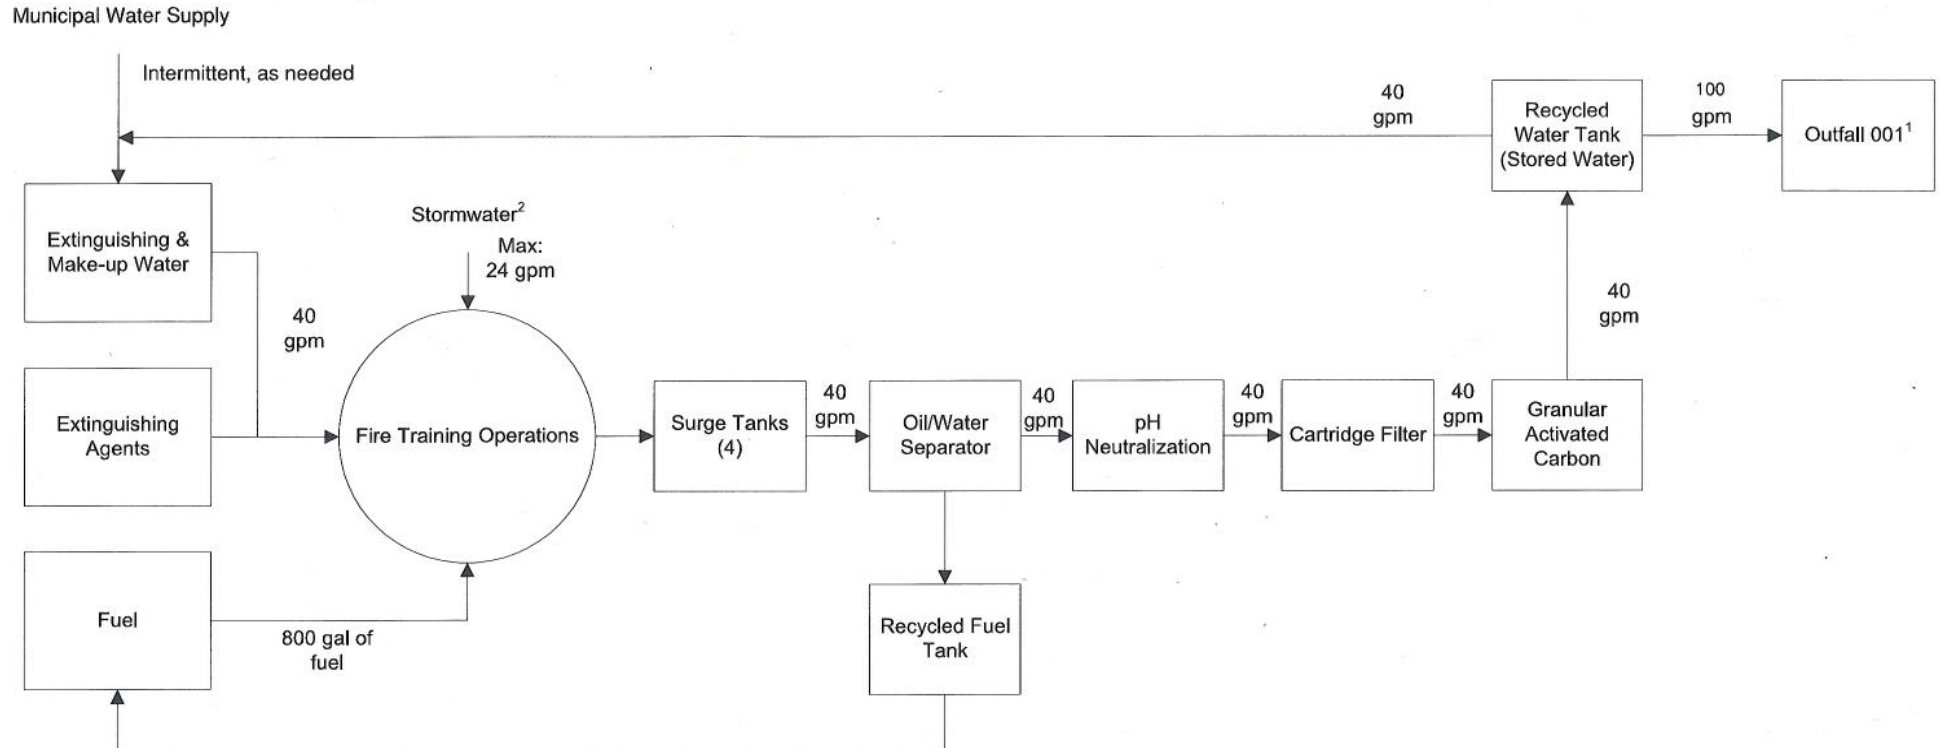 Municipal Water Supply
Intermittent, as needed
40
gpm
Recycled
Water Tank
(Stored Water)
100
gpm
Outfall 001¹
Extinguishing &
Make-up Water
Stormwater²
Max:
24 gpm
40
gpm
40
gpm
Extinguishing
Agents
Fire Training Operations
Surge Tanks
(4)
40
gpm
Oil/Water
Separator
40
gpm
pH
Neutralization
40
gpm
Cartridge Filter
40
gpm
Granular
Activated
Carbon
Fuel
800 gal of
fuel
Recycled Fuel
Tank